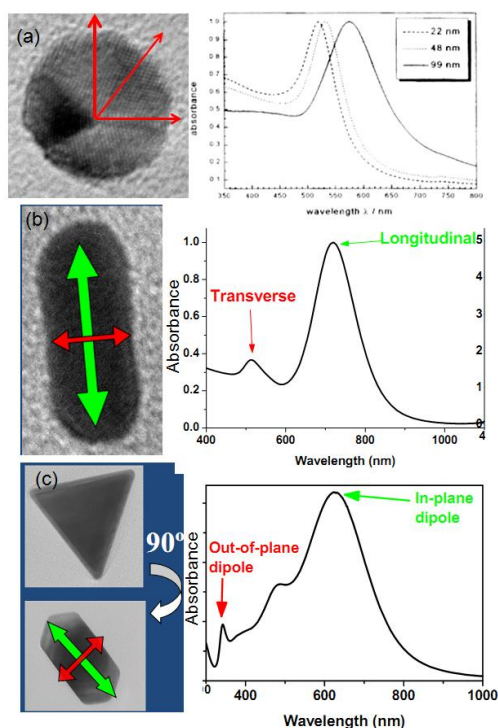 (a)
22 nm
48 nm
99 nm
absorbance
1
0 9
0 8
0 7
0 6
0 5
0 4
0 3
0 2
0 1
400 450 500 550 600 650 700 750 800
wavelength λ / nm
(b)
Longitudinal
Transverse
Absorbance
1.0
0.8
0.6
0.4
0.2
0.0
5
4
3
2
1
0
400 600 800 1000 4
Wavelength (nm)
(c)
90º
In-plane
dipole
Out-of-plane
dipole
Absorbance
400 600 800 1000
Wavelength (nm)